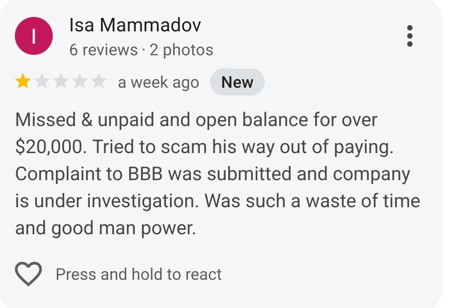 I
Isa Mammadov
6 reviews · 2 photos
a week ago New
Missed & unpaid and open balance for over
$20,000. Tried to scam his way out of paying.
Complaint to BBB was submitted and company
is under investigation. Was such a waste of time
and good man power.
Press and hold to react